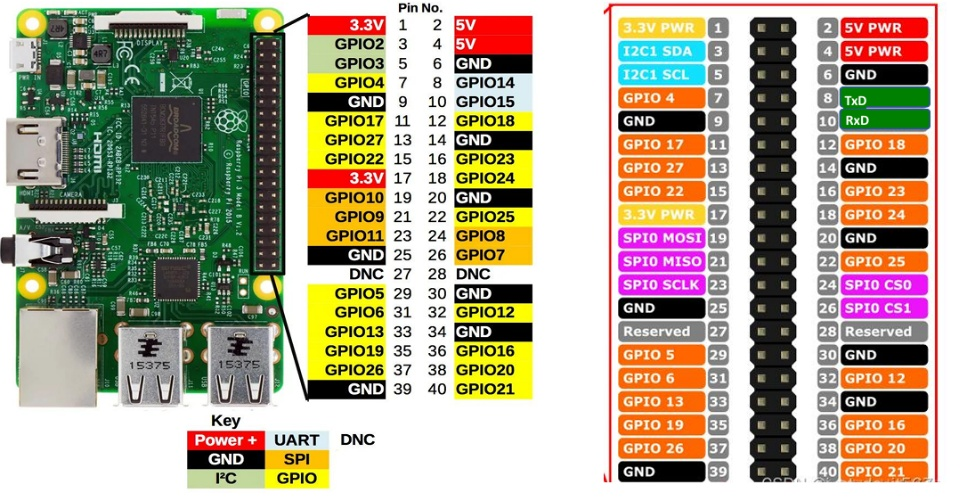 Pin No.
3.3V 1 2 5V
GPIO2 3 4 5V
GPIO3 5 6 GND
GPIO4 7 8 GPIO14
GND 9 10 GPIO15
GPIO17 11 12 GPIO18
GPIO27 13 14 GND
GPIO22 15 16 GPIO23
3.3V 17 18 GPIO24
GPIO10 19 20 GND
GPIO9 21 22 GPIO25
GPIO11 23 24 GPIO8
GND 25 26 GPIO7
DNC 27 28 DNC
GPIO5 29 30 GND
GPIO6 31 32 GPIO12
GPIO13 33 34 GND
GPIO19 35 36 GPIO16
GPIO26 37 38 GPIO20
GND 39 40 GPIO21
Key
Power + UART DNC
GND SPI
I²C GPIO
DISPLAY
PWR IN
HDMI
CAMERA
A/V
15375
15375
3.3V PWR 1 2 5V PWR
I2C1 SDA 3 4 5V PWR
I2C1 SCL 5 6 GND
GPIO 4 7 8 TxD
GND 9 10 RxD
GPIO 17 11 12 GPIO 18
GPIO 27 13 14 GND
GPIO 22 15 16 GPIO 23
3.3V PWR 17 18 GPIO 24
SPI0 MOSI 19 20 GND
SPI0 MISO 21 22 GPIO 25
SPI0 SCLK 23 24 SPI0 CS0
GND 25 26 SPI0 CS1
Reserved 27 28 Reserved
GPIO 5 29 30 GND
GPIO 6 31 32 GPIO 12
GPIO 13 33 34 GND
GPIO 19 35 36 GPIO 16
GPIO 26 37 38 GPIO 20
GND 39 40 GPIO 21